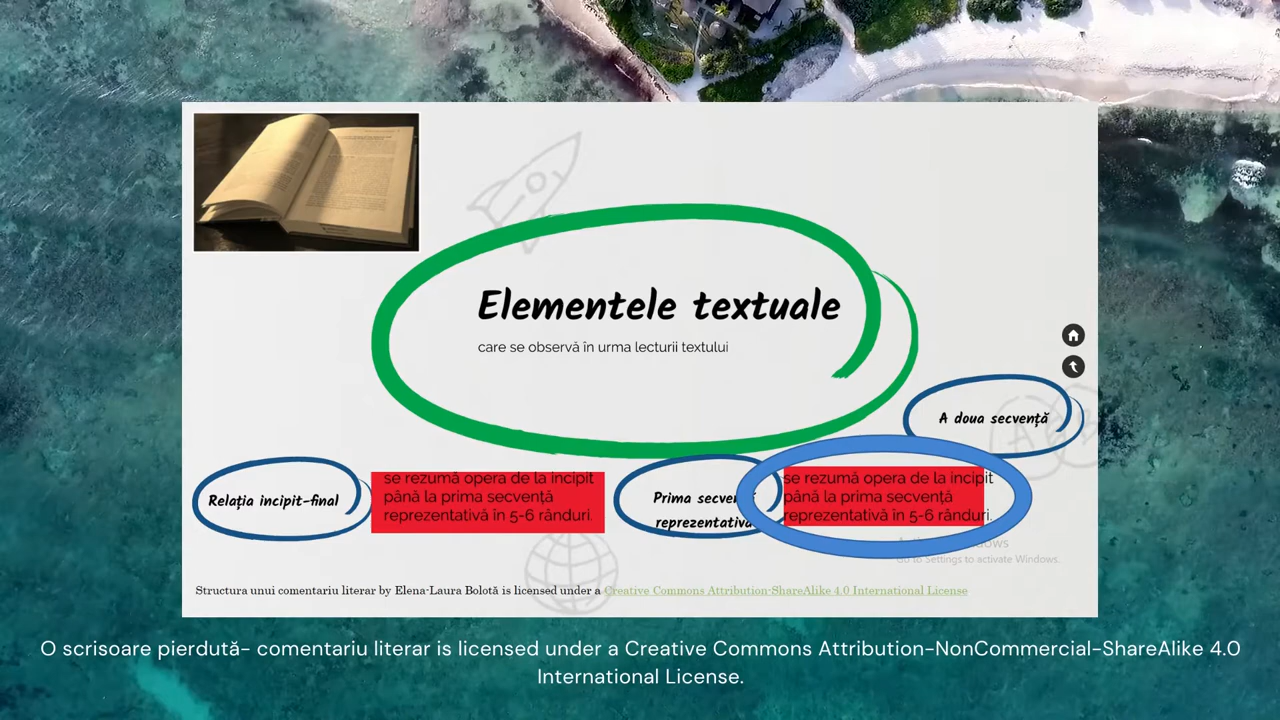 Elementele textuale
care se observă în urma lecturii textului
A doua secvență
Relația incipit-final
se rezumă opera de la incipit
până la prima secvență
reprezentativă în 5-6 rânduri.
Prima secvență
reprezentativă
se rezumă opera de la incipit
până la prima secvență
reprezentativă în 5-6 rânduri.
Go to Settings to activate Windows.
Structura unui comentariu literar by Elena-Laura Bolotă is licensed under a Creative Commons Attribution-ShareAlike 4.0 International License
O scrisoare pierdută- comentariu literar is licensed under a Creative Commons Attribution-NonCommercial-ShareAlike 4.0
International License.